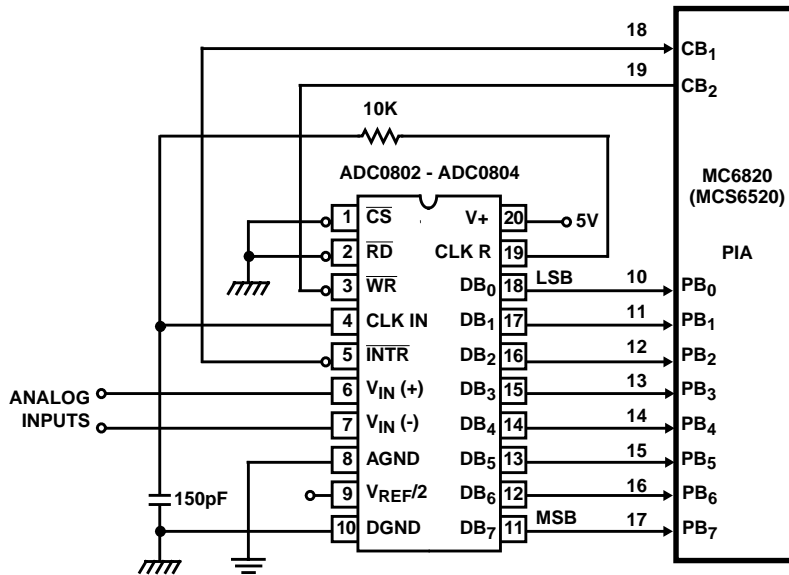 18
CB1
19
CB2
10K
ADC0802 - ADC0804
MC6820
(MCS6520)
PIA
1 CS V+ 20 5V
2 RD CLK R 19
3 WR DB0 18 LSB 10 PB0
4 CLK IN DB1 17 11 PB1
5 INTR DB2 16 12 PB2
ANALOG
INPUTS
6 VIN (+) DB3 15 13 PB3
7 VIN (-) DB4 14 14 PB4
8 AGND DB5 13 15 PB5
150pF
9 VREF/2 DB6 12 16 PB6
10 DGND DB7 11 MSB 17 PB7